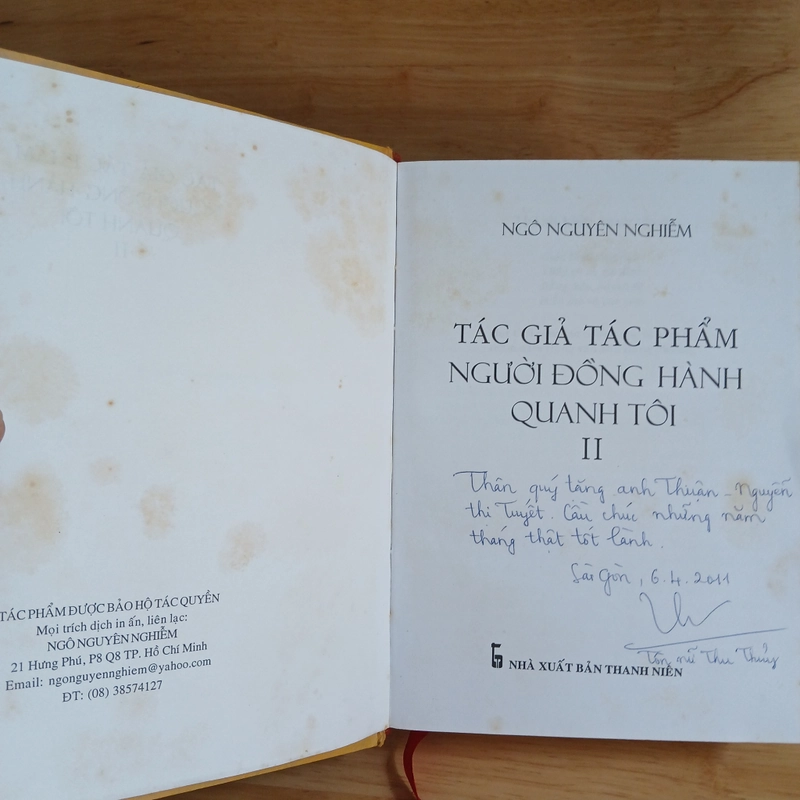 TÁC PHẨM ĐƯỢC BẢO HỘ TÁC QUYỀN
Mọi trích dịch in ấn, liên lạc:
NGÔ NGUYÊN NGHIỄM
21 Hưng Phú, P8 Q8 TP. Hồ Chí Minh
Email: ngonguyennghiem@yahoo.com
ĐT: (08) 38574127
NGÔ NGUYÊN NGHIỄM
TÁC GIẢ TÁC PHẨM
NGƯỜI ĐỒNG HÀNH
QUANH TÔI
II
Thân quý tặng anh Thuận - Nguyễn
thị Tuyết. Cầu chúc những năm
tháng thật tốt lành.
Sài Gòn, 6.4.2011
Tôn nữ Thu Thủy
NHÀ XUẤT BẢN THANH NIÊN